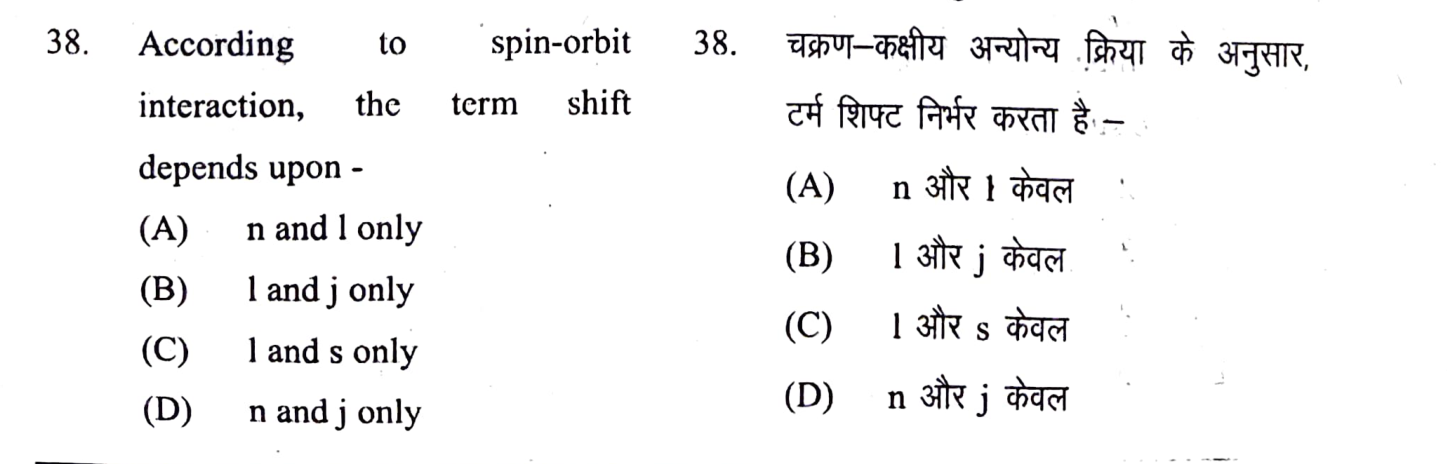 38. According to spin-orbit
interaction, the term shift
depends upon -
(A) n and l only
(B) l and j only
(C) l and s only
(D) n and j only
38. चक्रण–कक्षीय अन्योन्य क्रिया के अनुसार,
टर्म शिफ्ट निर्भर करता है –
(A) n और l केवल
(B) l और j केवल
(C) l और s केवल
(D) n और j केवल